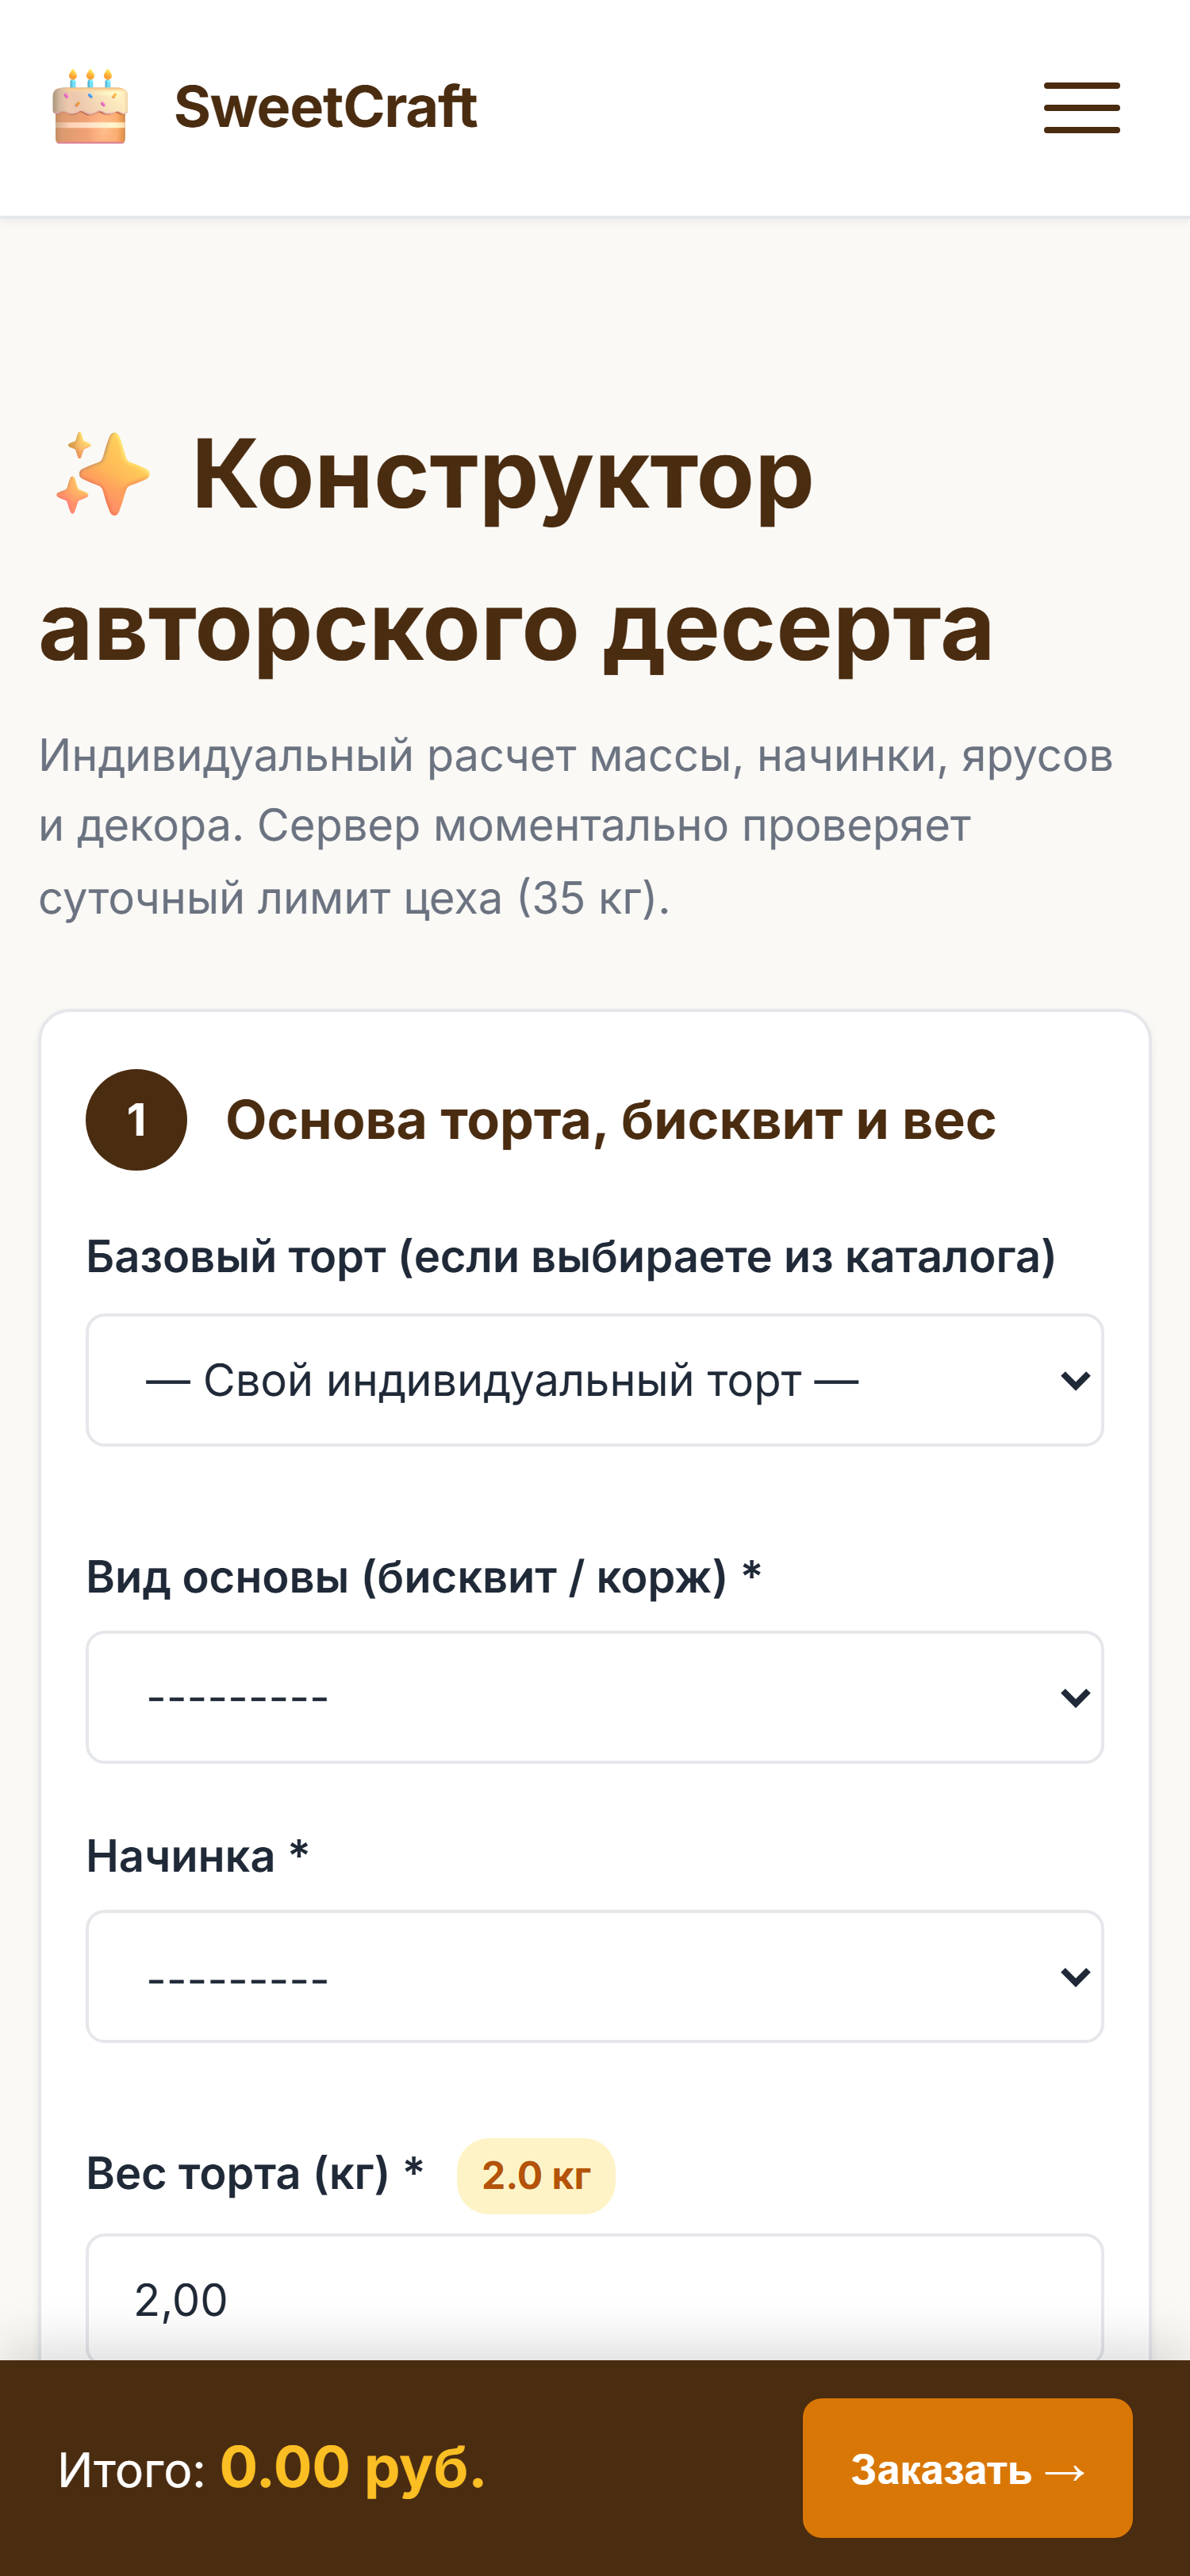 SweetCraft
Конструктор
авторского десерта
Индивидуальный расчет массы, начинки, ярусов
и декора. Сервер моментально проверяет
суточный лимит цеха (35 кг).
1 Основа торта, бисквит и вес
Базовый торт (если выбираете из каталога)
— Свой индивидуальный торт —
Вид основы (бисквит / корж) *
---------
Начинка *
---------
Вес торта (кг) * 2.0 кг
2,00
Итого: 0.00 руб. Заказать →